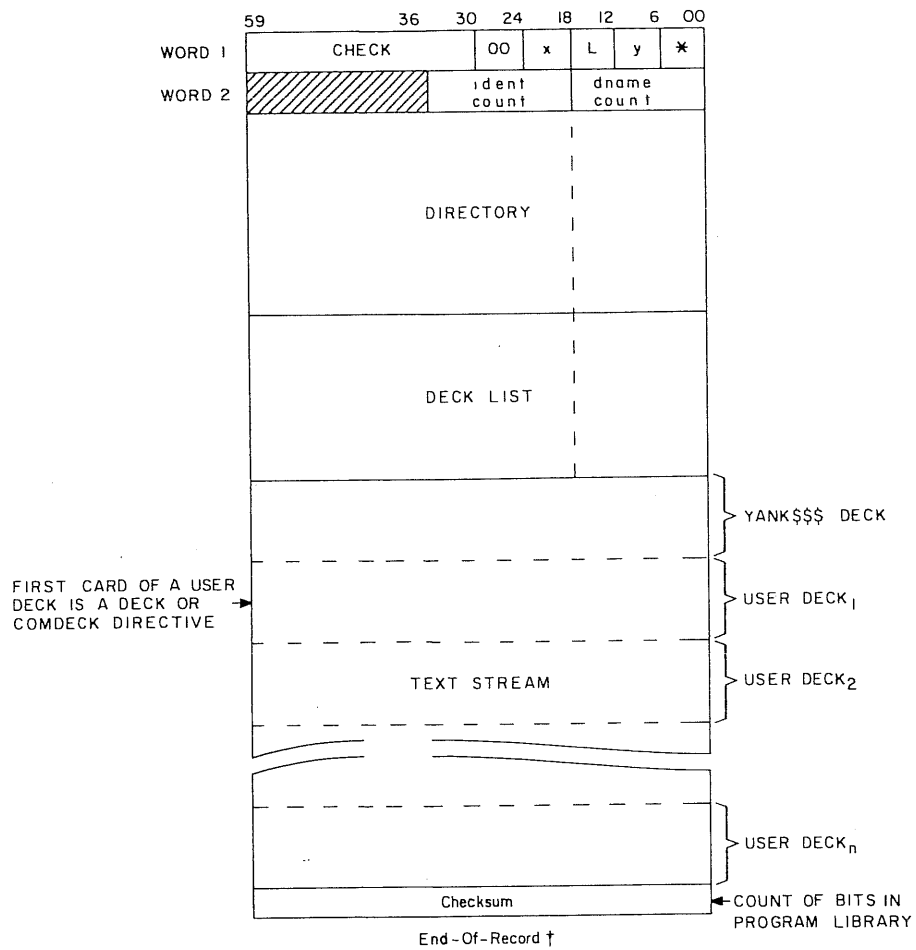 59 36 30 24 18 12 6 00
WORD 1 CHECK 00 x L y *
WORD 2 ident count dname count
DIRECTORY
DECK LIST
YANK$$$ DECK
FIRST CARD OF A USER
DECK IS A DECK OR
COMDECK DIRECTIVE
USER DECK1
TEXT STREAM
USER DECK2
USER DECKn
Checksum
COUNT OF BITS IN
PROGRAM LIBRARY
End-Of-Record †